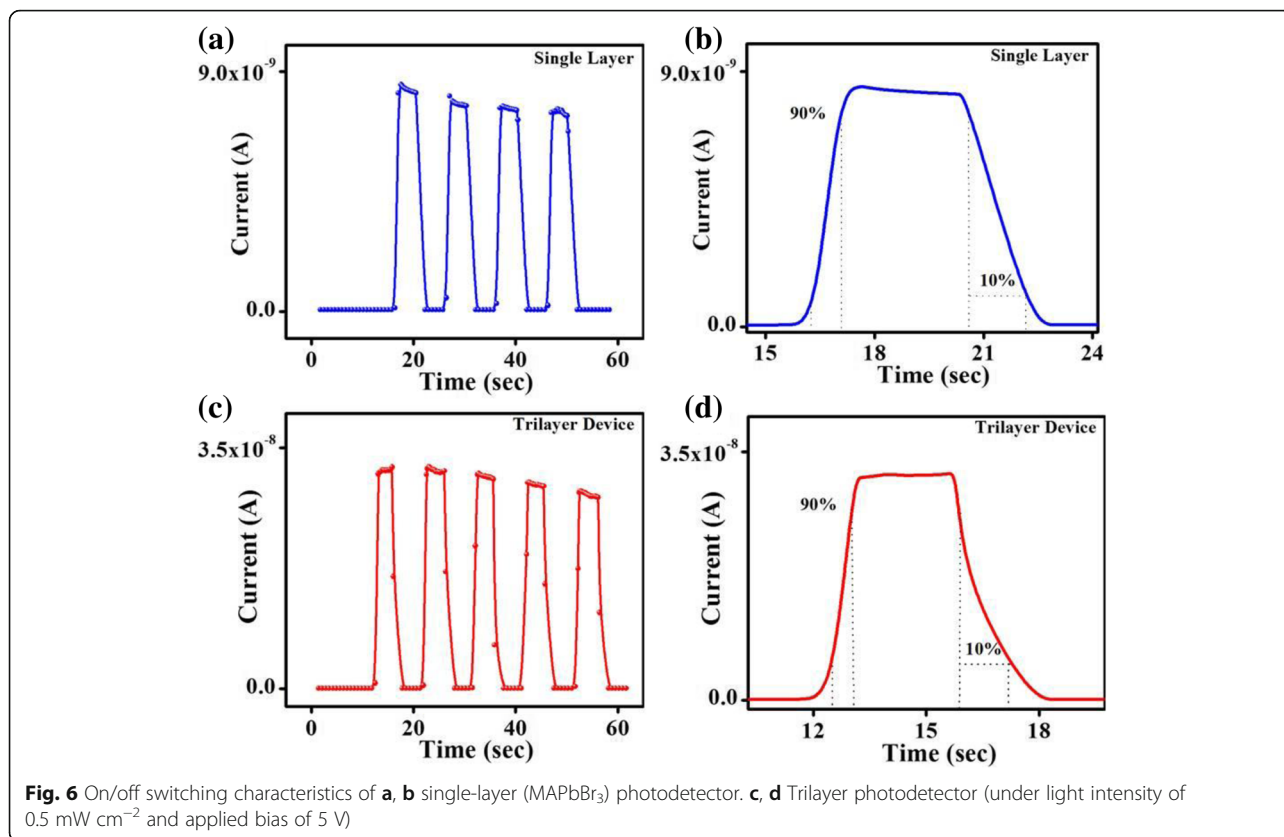 (a)
Single Layer
9.0x10⁻⁹
0.0
Current (A)
0 20 40 60
Time (sec)
(b)
Single Layer
9.0x10⁻⁹
90%
10%
0.0
Current (A)
15 18 21 24
Time (sec)
(c)
Trilayer Device
3.5x10⁻⁸
0.0
Current (A)
0 20 40 60
Time (sec)
(d)
Trilayer Device
3.5x10⁻⁸
90%
10%
0.0
Current (A)
12 15 18
Time (sec)
Fig. 6 On/off switching characteristics of a, b single-layer (MAPbBr₃) photodetector. c, d Trilayer photodetector (under light intensity of
0.5 mW cm⁻² and applied bias of 5 V)